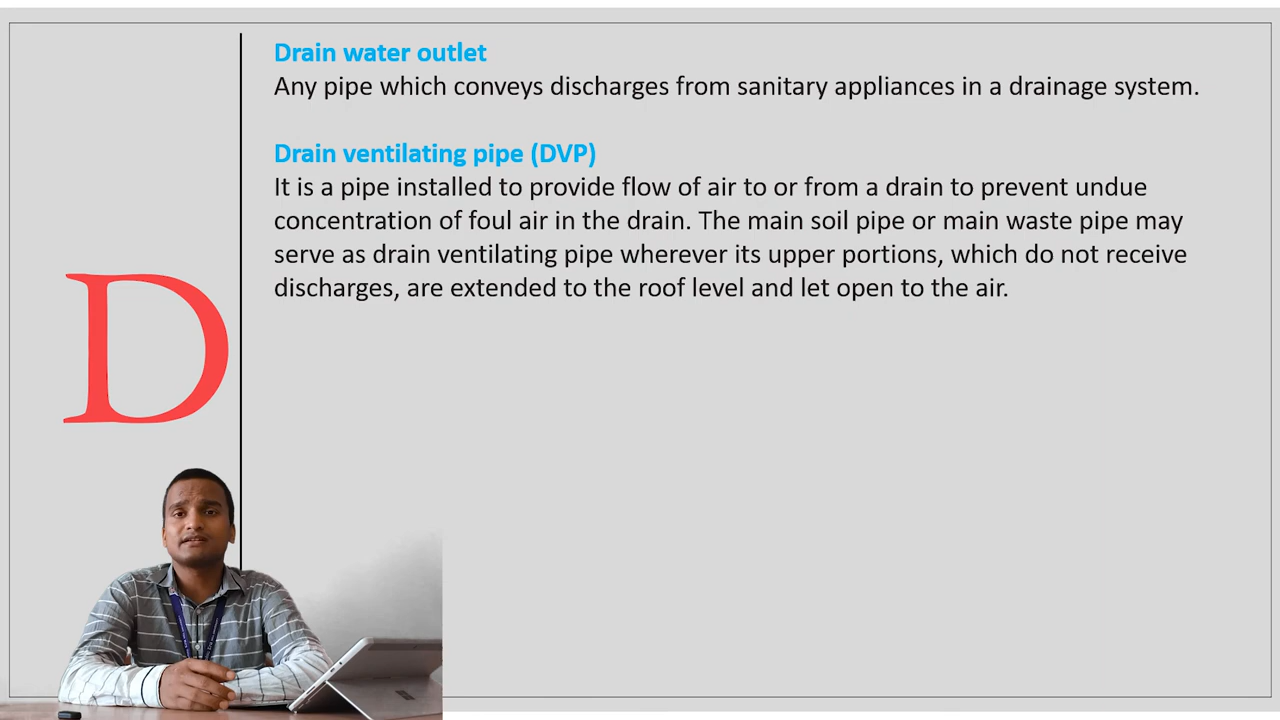 Drain water outlet
Any pipe which conveys discharges from sanitary appliances in a drainage system.
Drain ventilating pipe (DVP)
It is a pipe installed to provide flow of air to or from a drain to prevent undue
concentration of foul air in the drain. The main soil pipe or main waste pipe may
serve as drain ventilating pipe wherever its upper portions, which do not receive
discharges, are extended to the roof level and let open to the air.
D